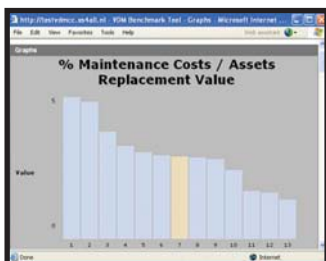 http://testvdmcc.xs4all.nl - VDM Benchmark Tool - Graphs - Microsoft Internet ...
File Edit View Favorites Tools Help
Graphs
% Maintenance Costs / Assets
Replacement Value
5
Value
0
1 2 3 4 5 6 7 8 9 10 11 12 13
Done
Internet